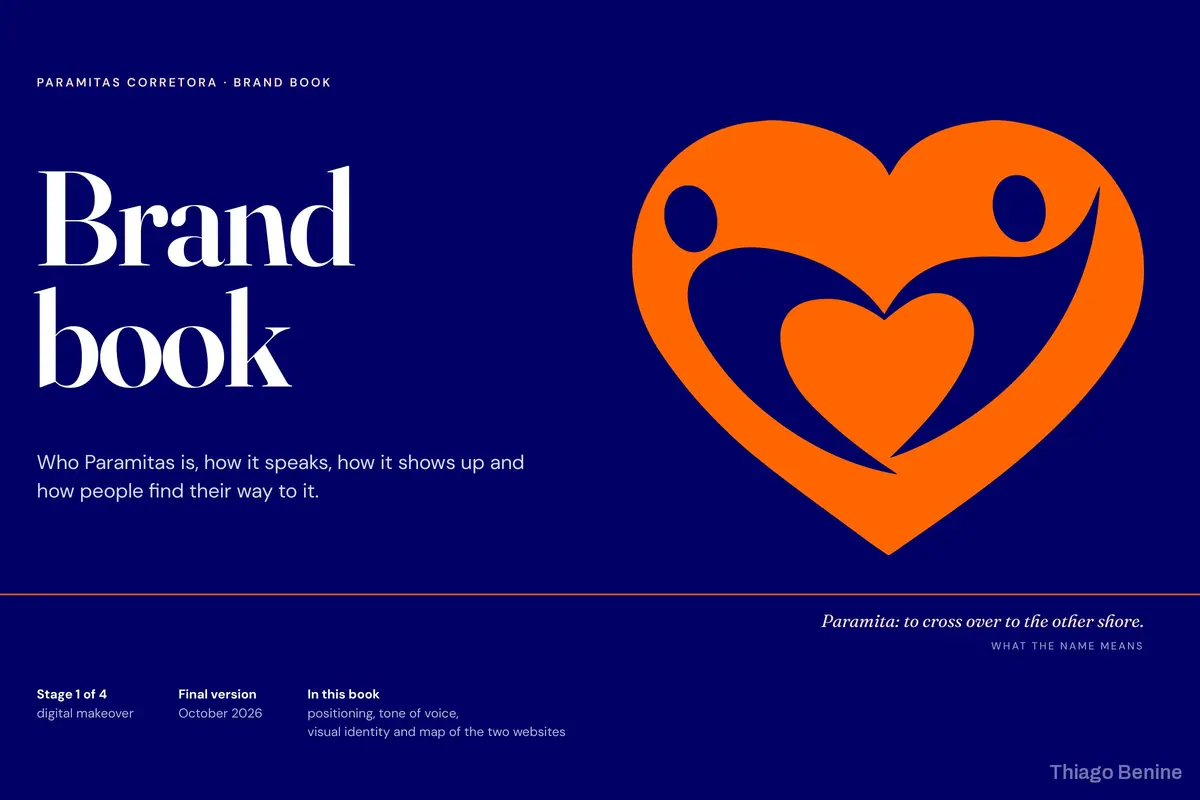 PARAMITAS CORRETORA · BRAND BOOK
Brand
book
Who Paramitas is, how it speaks, how it shows up and
how people find their way to it.
Paramita: to cross over to the other shore.
WHAT THE NAME MEANS
Stage 1 of 4
digital makeover
Final version
October 2026
In this book
positioning, tone of voice,
visual identity and map of the two websites
Thiago Benine